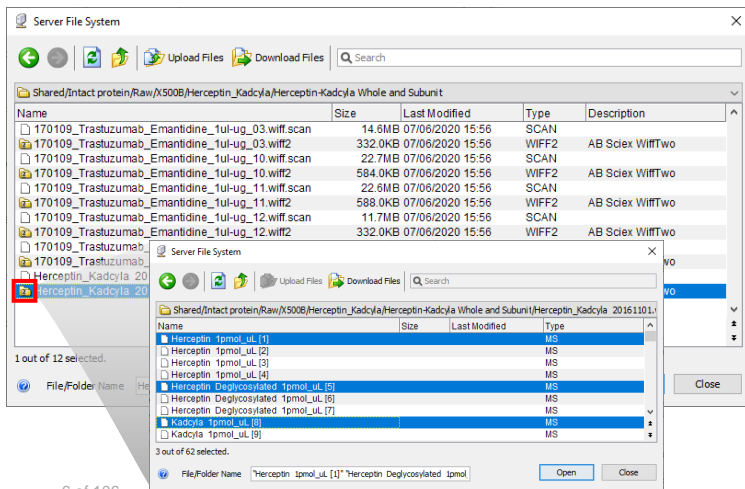 Server File System
Upload Files Download Files Search
Shared/Intact protein/Raw/X500B/Herceptin_Kadcyla/Herceptin-Kadcyla Whole and Subunit
Name Size Last Modified Type Description
170109_Trastuzumab_Emantidine_1ul-ug_03.wiff.scan 14.6MB 07/06/2020 15:56 SCAN
170109_Trastuzumab_Emantidine_1ul-ug_03.wiff2 332.0KB 07/06/2020 15:56 WIFF2 AB Sciex WiffTwo
170109_Trastuzumab_Emantidine_1ul-ug_10.wiff.scan 22.7MB 07/06/2020 15:56 SCAN
170109_Trastuzumab_Emantidine_1ul-ug_10.wiff2 584.0KB 07/06/2020 15:56 WIFF2 AB Sciex WiffTwo
170109_Trastuzumab_Emantidine_1ul-ug_11.wiff.scan 22.6MB 07/06/2020 15:56 SCAN
170109_Trastuzumab_Emantidine_1ul-ug_11.wiff2 588.0KB 07/06/2020 15:56 WIFF2 AB Sciex WiffTwo
170109_Trastuzumab_Emantidine_1ul-ug_12.wiff.scan 11.7MB 07/06/2020 15:56 SCAN
170109_Trastuzumab_Emantidine_1ul-ug_12.wiff2 332.0KB 07/06/2020 15:56 WIFF2 AB Sciex WiffTwo
170109_Trastuzumab_
170109_Trastuzumab_ wo
Herceptin_Kadcyla 20
Herceptin_Kadcyla 20 wo
1 out of 12 selected.
File/Folder Name He Close
Server File System
Upload Files Download Files Search
Shared/Intact protein/Raw/X500B/Herceptin_Kadcyla/Herceptin-Kadcyla Whole and Subunit/Herceptin_Kadcyla 20161101.
Name Size Last Modified Type
Herceptin 1pmol_uL [1] MS
Herceptin 1pmol_uL [2] MS
Herceptin 1pmol_uL [3] MS
Herceptin 1pmol_uL [4] MS
Herceptin Deglycosylated 1pmol_uL [5] MS
Herceptin Deglycosylated 1pmol_uL [6] MS
Herceptin Deglycosylated 1pmol_uL [7] MS
Kadcyla 1pmol_uL [8] MS
Kadcyla 1pmol_uL [9] MS
3 out of 62 selected.
File/Folder Name "Herceptin 1pmol_uL [1]" "Herceptin Deglycosylated 1pmol Open Close